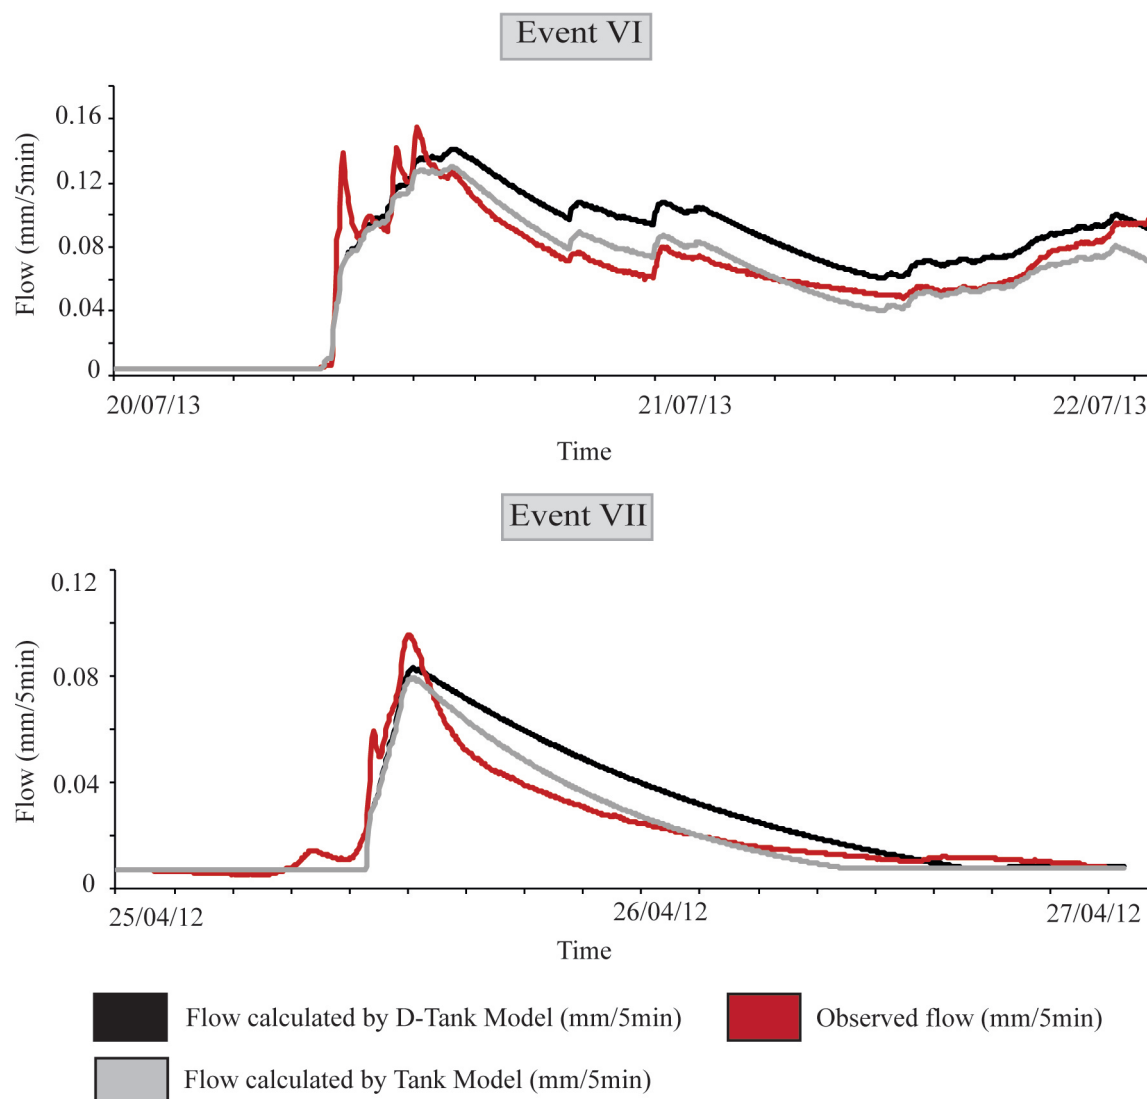 Event VI
Flow (mm/5min)
0.16
0.12
0.08
0.04
0
20/07/13 21/07/13 22/07/13
Time
Event VII
Flow (mm/5min)
0.12
0.08
0.04
0
25/04/12 26/04/12 27/04/12
Time
Flow calculated by D-Tank Model (mm/5min) Observed flow (mm/5min)
Flow calculated by Tank Model (mm/5min)